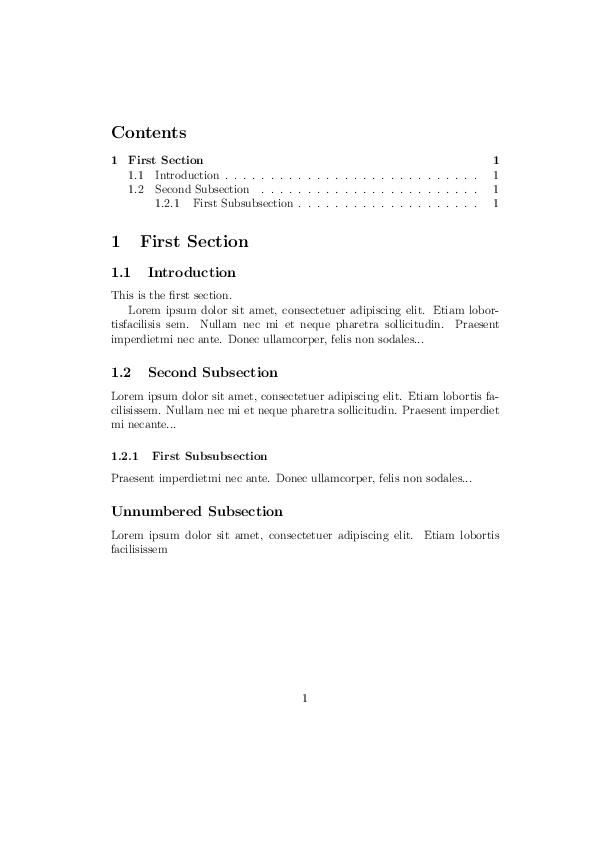 Contents
1 First Section 1
1.1 Introduction . . . . . . . . . . . . . . . . . . . . . . . . . . . . 1
1.2 Second Subsection . . . . . . . . . . . . . . . . . . . . . . . . 1
1.2.1 First Subsubsection . . . . . . . . . . . . . . . . . . . . 1
1 First Section
1.1 Introduction
This is the first section.
Lorem ipsum dolor sit amet, consectetuer adipiscing elit. Etiam lobor-
tisfacilisis sem. Nullam nec mi et neque pharetra sollicitudin. Praesent
imperdietmi nec ante. Donec ullamcorper, felis non sodales...
1.2 Second Subsection
Lorem ipsum dolor sit amet, consectetuer adipiscing elit. Etiam lobortis fa-
cilisissem. Nullam nec mi et neque pharetra sollicitudin. Praesent imperdiet
mi necante...
1.2.1 First Subsubsection
Praesent imperdietmi nec ante. Donec ullamcorper, felis non sodales...
Unnumbered Subsection
Lorem ipsum dolor sit amet, consectetuer adipiscing elit. Etiam lobortis
facilisissem
1